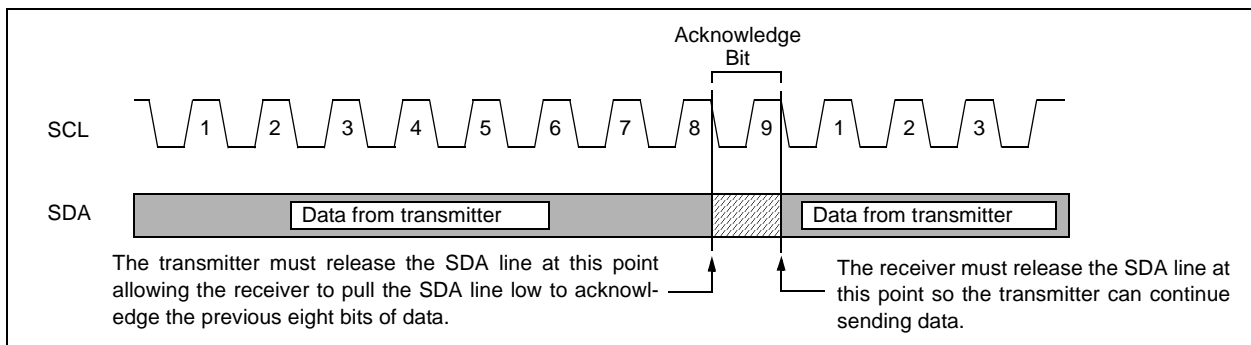 Acknowledge
Bit
SCL
1 2 3 4 5 6 7 8 9 1 2 3
SDA
Data from transmitter
Data from transmitter
The transmitter must release the SDA line at this point
allowing the receiver to pull the SDA line low to acknowl-
edge the previous eight bits of data.
The receiver must release the SDA line at
this point so the transmitter can continue
sending data.